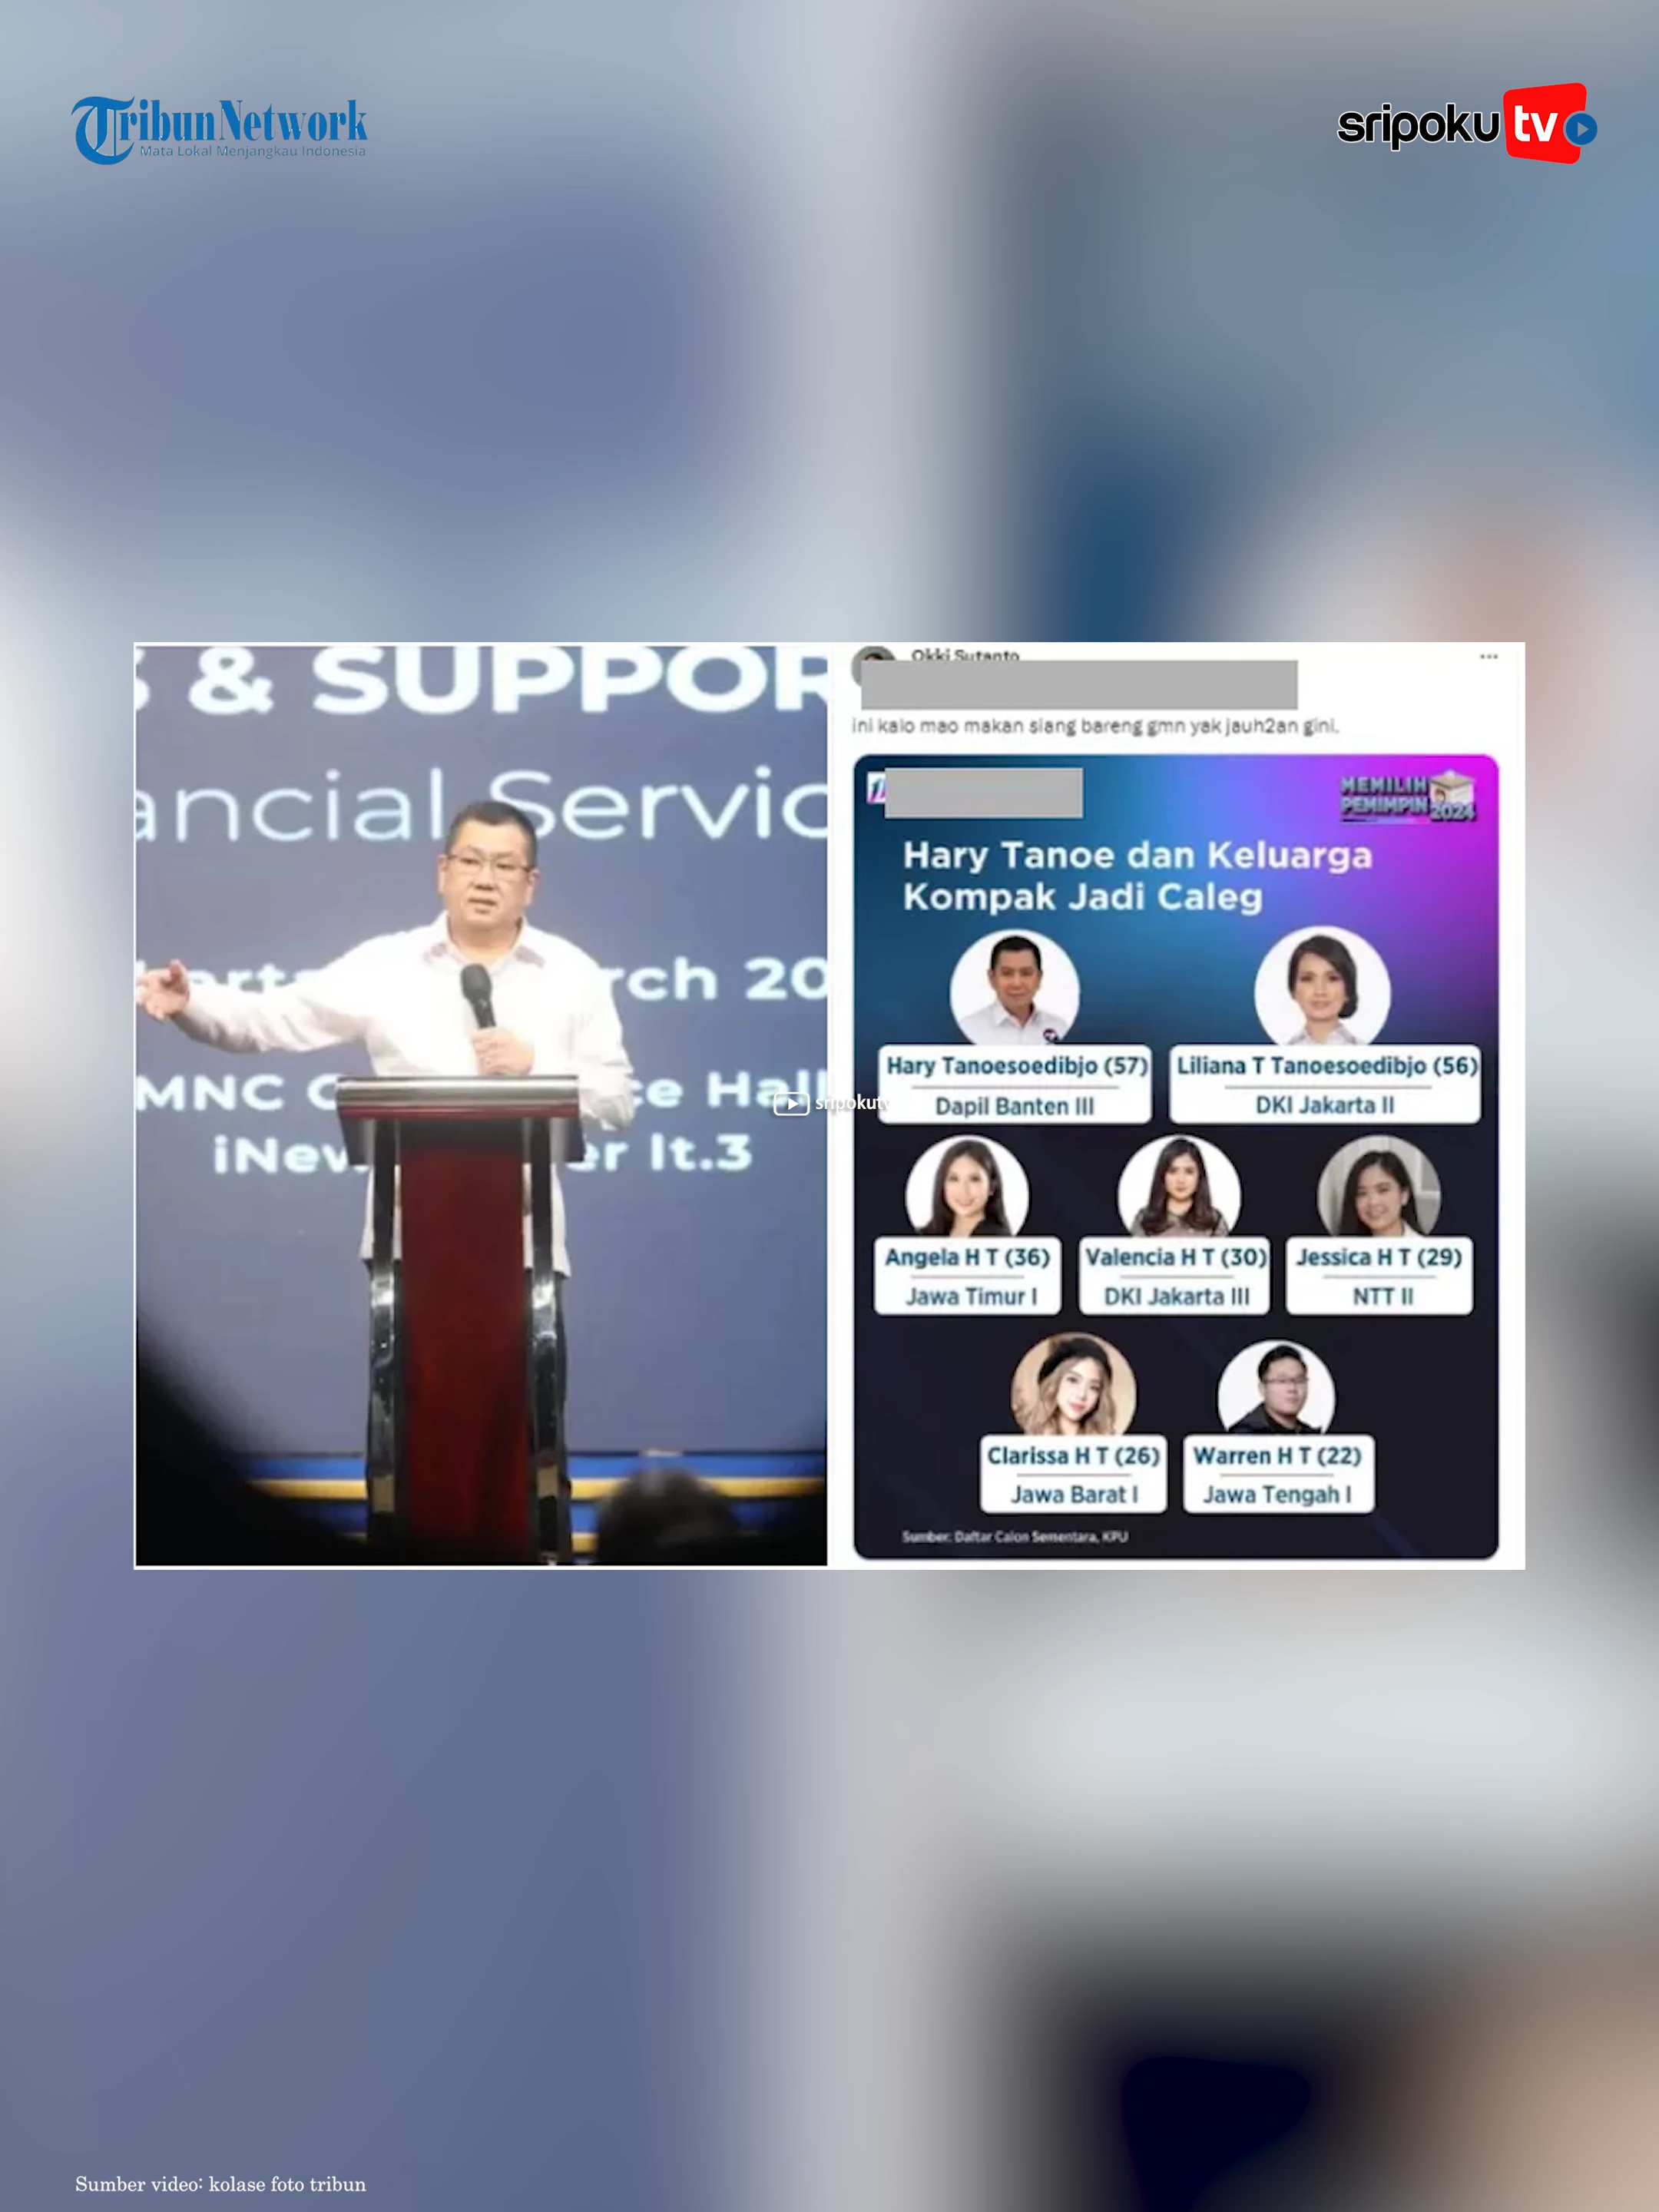 Tribun Network
Mata Lokal Menjangkau Indonesia
sripoku tv
& SUPPOR
ancial Servic
rch 20
MNC C ce Hall
iNew er lt.3
sripokutv
Okki Sutanto
ini kalo mao makan siang bareng gmn yak jauh2an gini.
MEMILIH
PEMIMPIN 2024
Hary Tanoe dan Keluarga
Kompak Jadi Caleg
Hary Tanoesoedibjo (57)
Dapil Banten III
Liliana T Tanoesoedibjo (56)
DKI Jakarta II
Angela H T (36)
Jawa Timur I
Valencia H T (30)
DKI Jakarta III
Jessica H T (29)
NTT II
Clarissa H T (26)
Jawa Barat I
Warren H T (22)
Jawa Tengah I
Sumber: Daftar Calon Sementara, KPU
Sumber video: kolase foto tribun